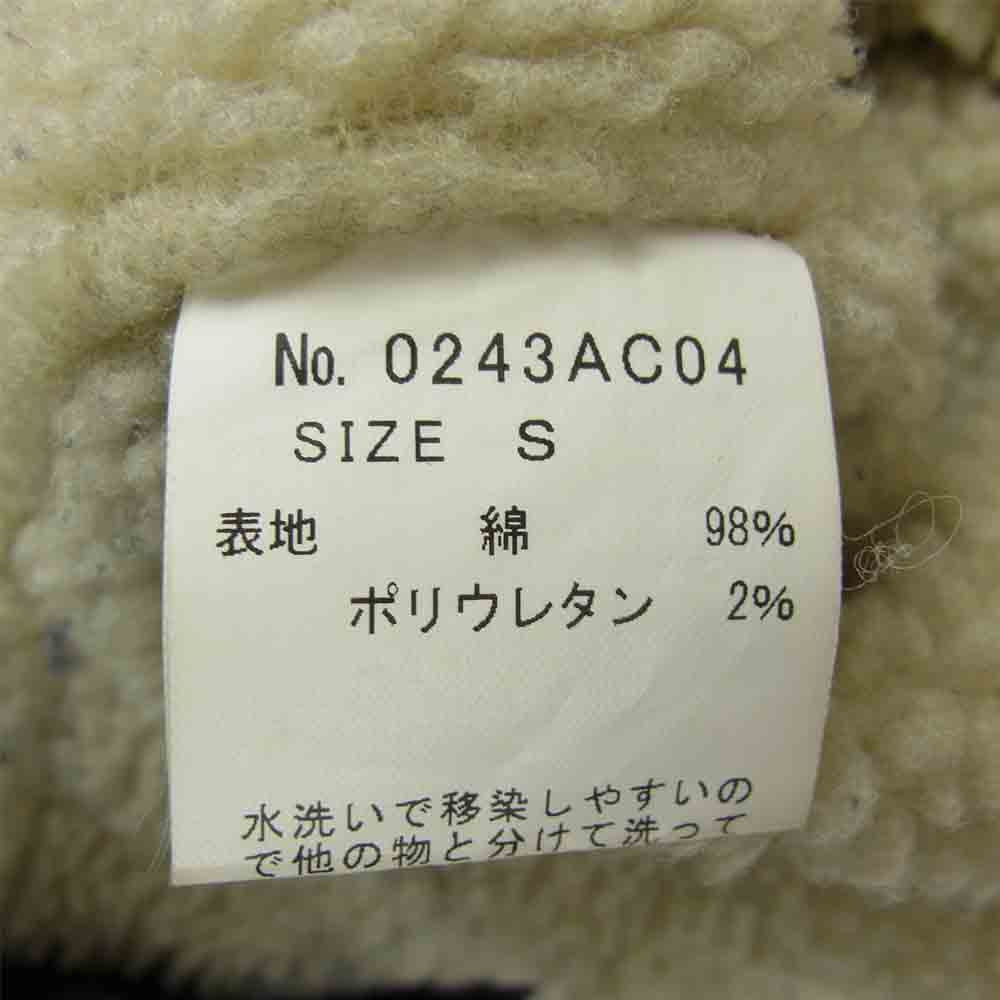 No. 0243AC04
SIZE S
表地 綿 98%
ポリウレタン 2%
水洗いで移染しやすいの
で他の物と分けて洗って